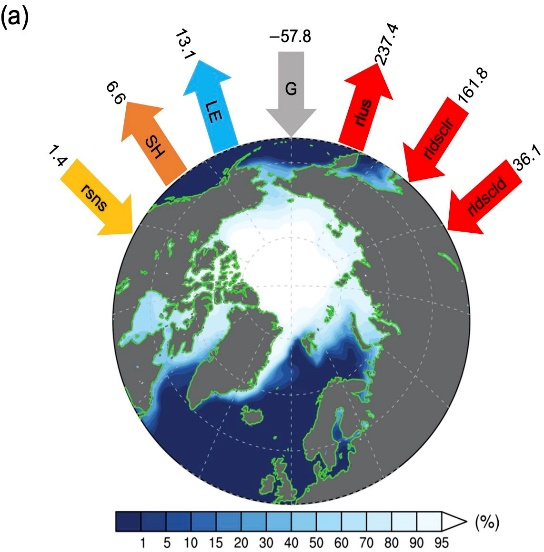 (a)
1.4
rsns
6.6
SH
13.1
LE
−57.8
G
237.4
rlus
161.8
rldsclr
36.1
rldscld
1 5 10 15 20 30 40 50 60 70 80 90 95 (%)